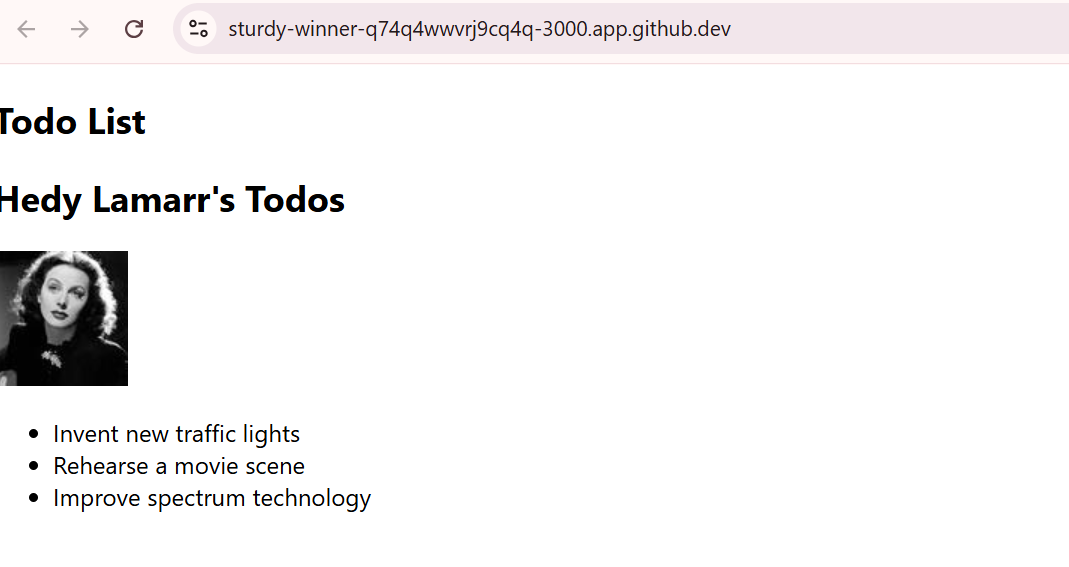 sturdy-winner-q74q4wwvrj9cq4q-3000.app.github.dev
Todo List
Hedy Lamarr's Todos
Invent new traffic lights
Rehearse a movie scene
Improve spectrum technology